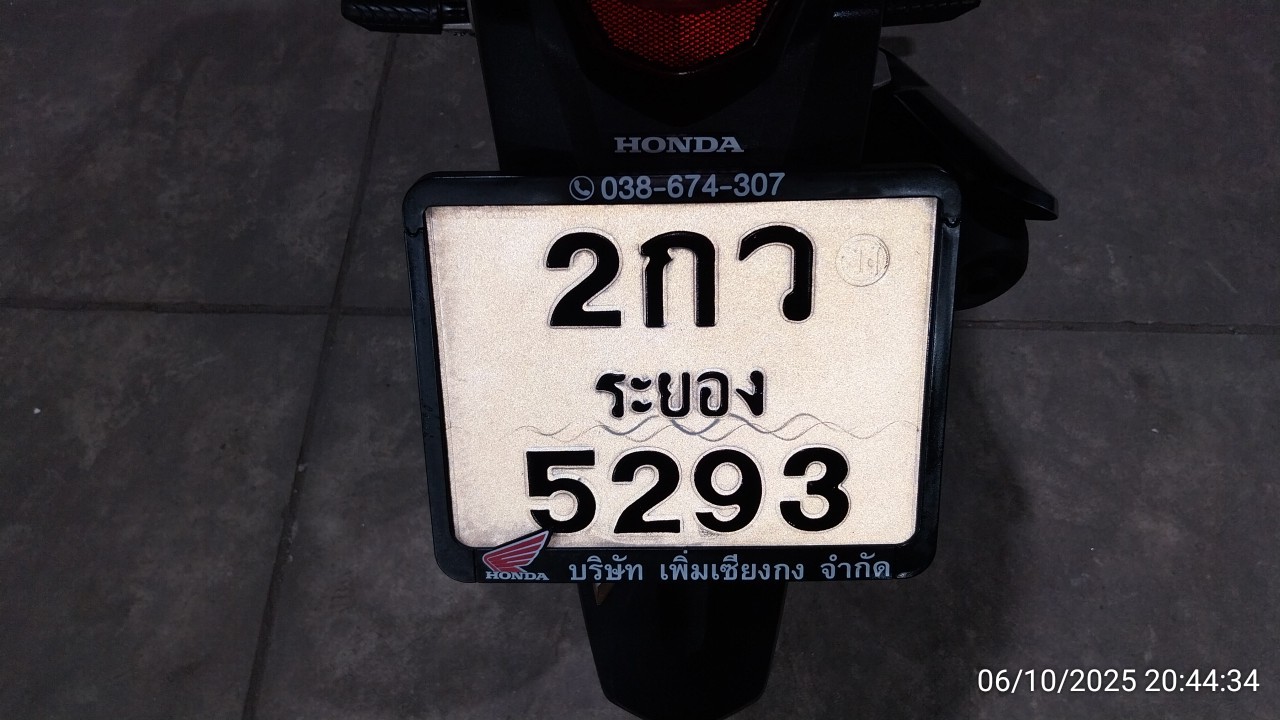 HONDA
038-674-307
2กว
ระยอง
5293
HONDA บริษัท เพิ่มเซียงกง จำกัด
06/10/2025 20:44:34